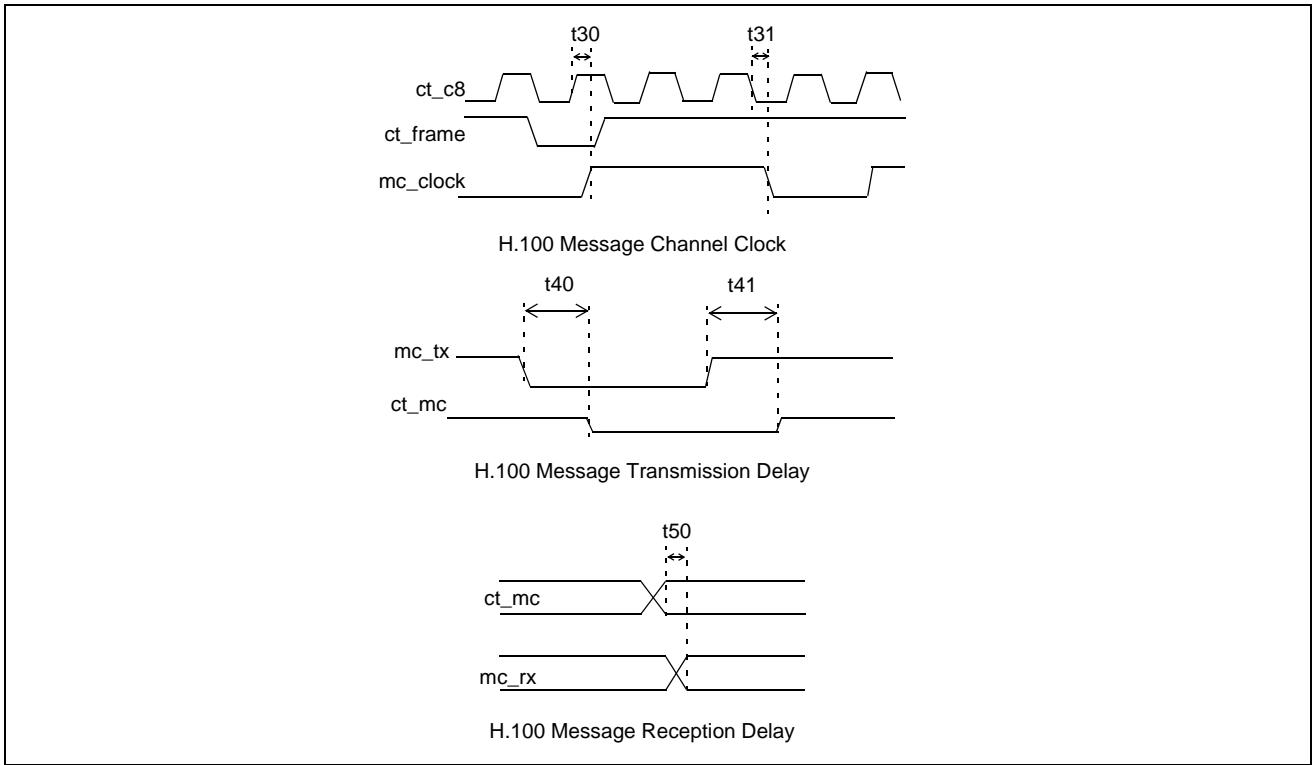 t30 t31
ct_c8
ct_frame
mc_clock
H.100 Message Channel Clock
t40 t41
mc_tx
ct_mc
H.100 Message Transmission Delay
t50
ct_mc
mc_rx
H.100 Message Reception Delay